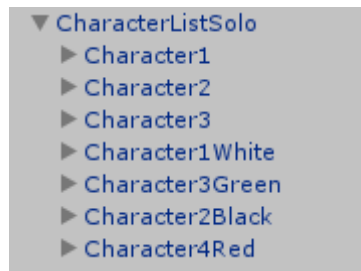 CharacterListSolo
Character1
Character2
Character3
Character1White
Character3Green
Character2Black
Character4Red